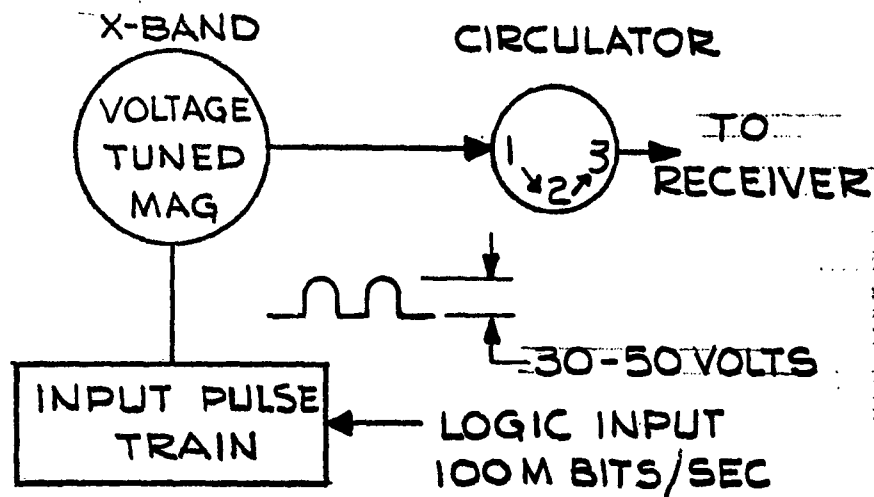 X-BAND
VOLTAGE
TUNED
MAG
CIRCULATOR
1
2
3
TO
RECEIVER
30-50 VOLTS
INPUT PULSE
TRAIN
LOGIC INPUT
100M BITS/SEC